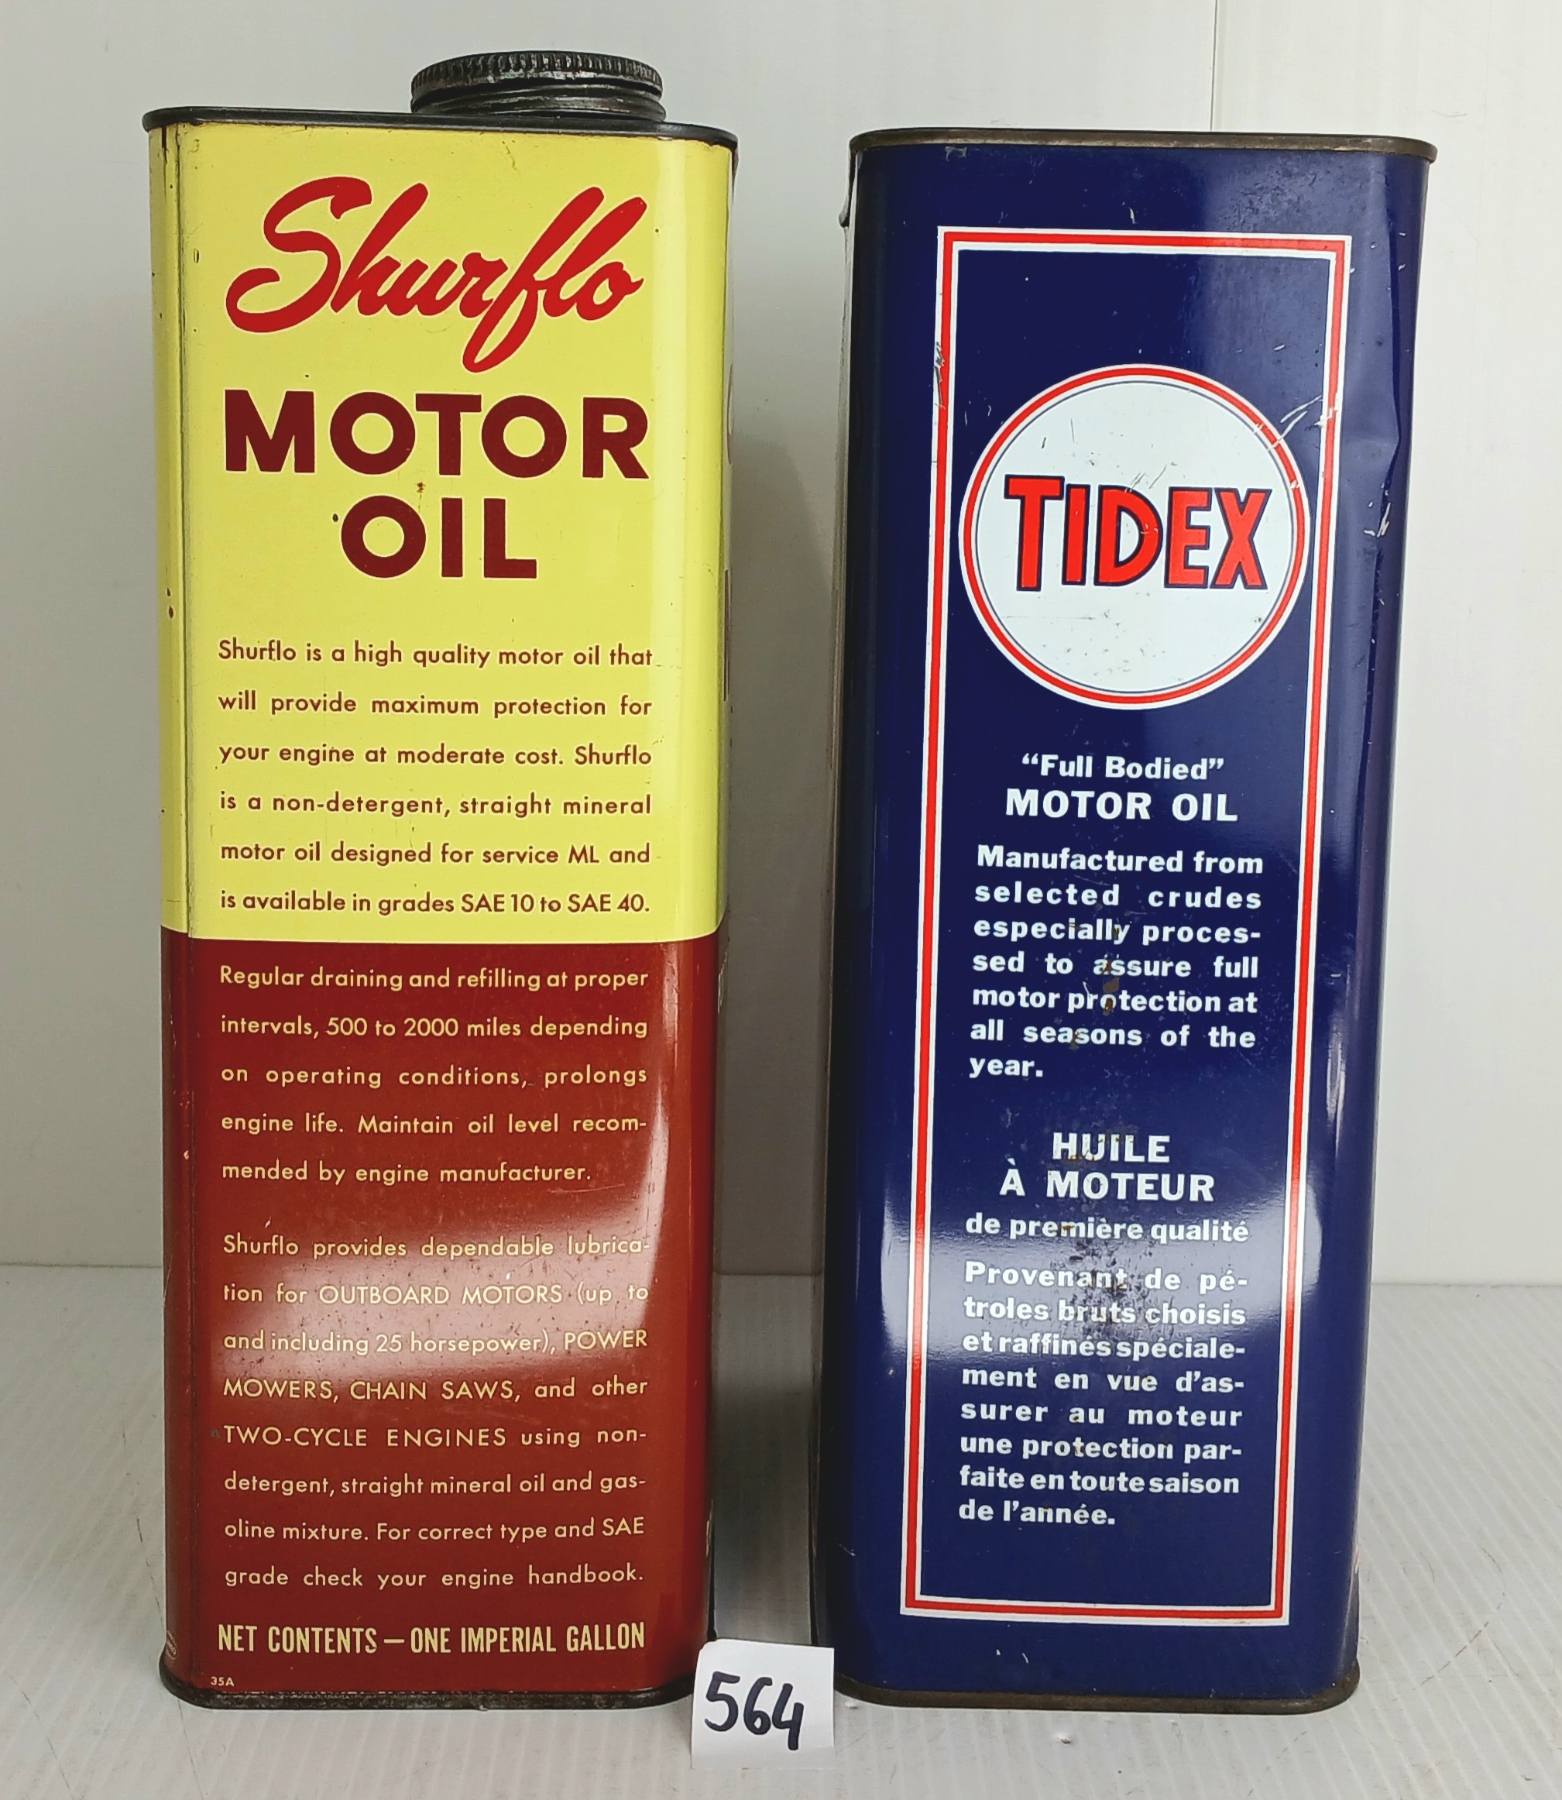 Shurflo
MOTOR
OIL
Shurflo is a high quality motor oil that
will provide maximum protection for
your engine at moderate cost. Shurflo
is a non-detergent, straight mineral
motor oil designed for service ML and
is available in grades SAE 10 to SAE 40.
Regular draining and refilling at proper
intervals, 500 to 2000 miles depending
on operating conditions, prolongs
engine life. Maintain oil level recom-
mended by engine manufacturer.
Shurflo provides dependable lubrica-
tion for OUTBOARD MOTORS (up to
and including 25 horsepower), POWER
MOWERS, CHAIN SAWS, and other
TWO-CYCLE ENGINES using non-
detergent, straight mineral oil and gas-
oline mixture. For correct type and SAE
grade check your engine handbook.
NET CONTENTS — ONE IMPERIAL GALLON
35A
TIDEX
“Full Bodied”
MOTOR OIL
Manufactured from
selected crudes
especially proces-
sed to assure full
motor protection at
all seasons of the
year.
HUILE
À MOTEUR
de première qualité
Provenant de pé-
troles bruts choisis
et raffinés spéciale-
ment en vue d’as-
surer au moteur
une protection par-
faite en toute saison
de l’année.
564